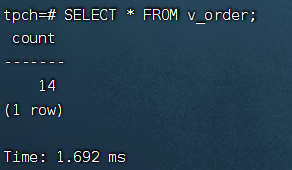 tpch=# SELECT * FROM v_order;
count
-------
14
(1 row)
Time: 1.692 ms